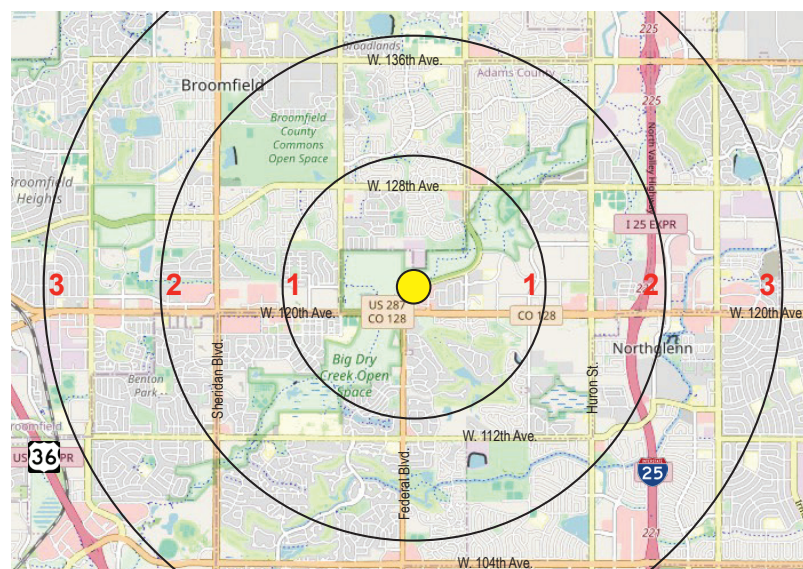 Broadlands
225
W. 136th Ave.
Adams County
Broomfield
225
Broomfield
County
Commons
Open Space
North Valley Highway
W. 128th Ave.
Broomfield
Heights
I 25 EXPR
3
2
1
1
2
3
US 287
CO 128
W. 120th Ave.
CO 128
W. 120th Ave.
Northglenn
Big Dry
Creek Open
Space
Benton
Park
Sheridan Blvd.
Huron St.
Broomfield
W. 112th Ave.
US 36 PR
25
Federal Blvd.
221
W. 104th Ave.